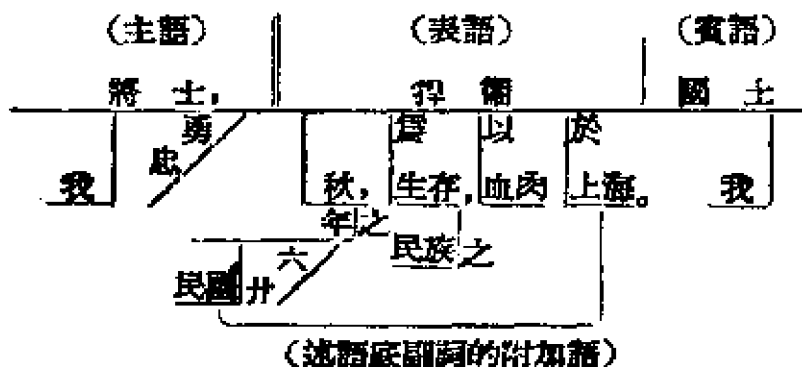 （主語） （表語） （賓語）
將士， 捍衞 國土
忠勇 爲 以 於
我 秋， 生存， 血肉 上海。 我
年之 民族之
民國廿六
（述語底副詞的附加語）